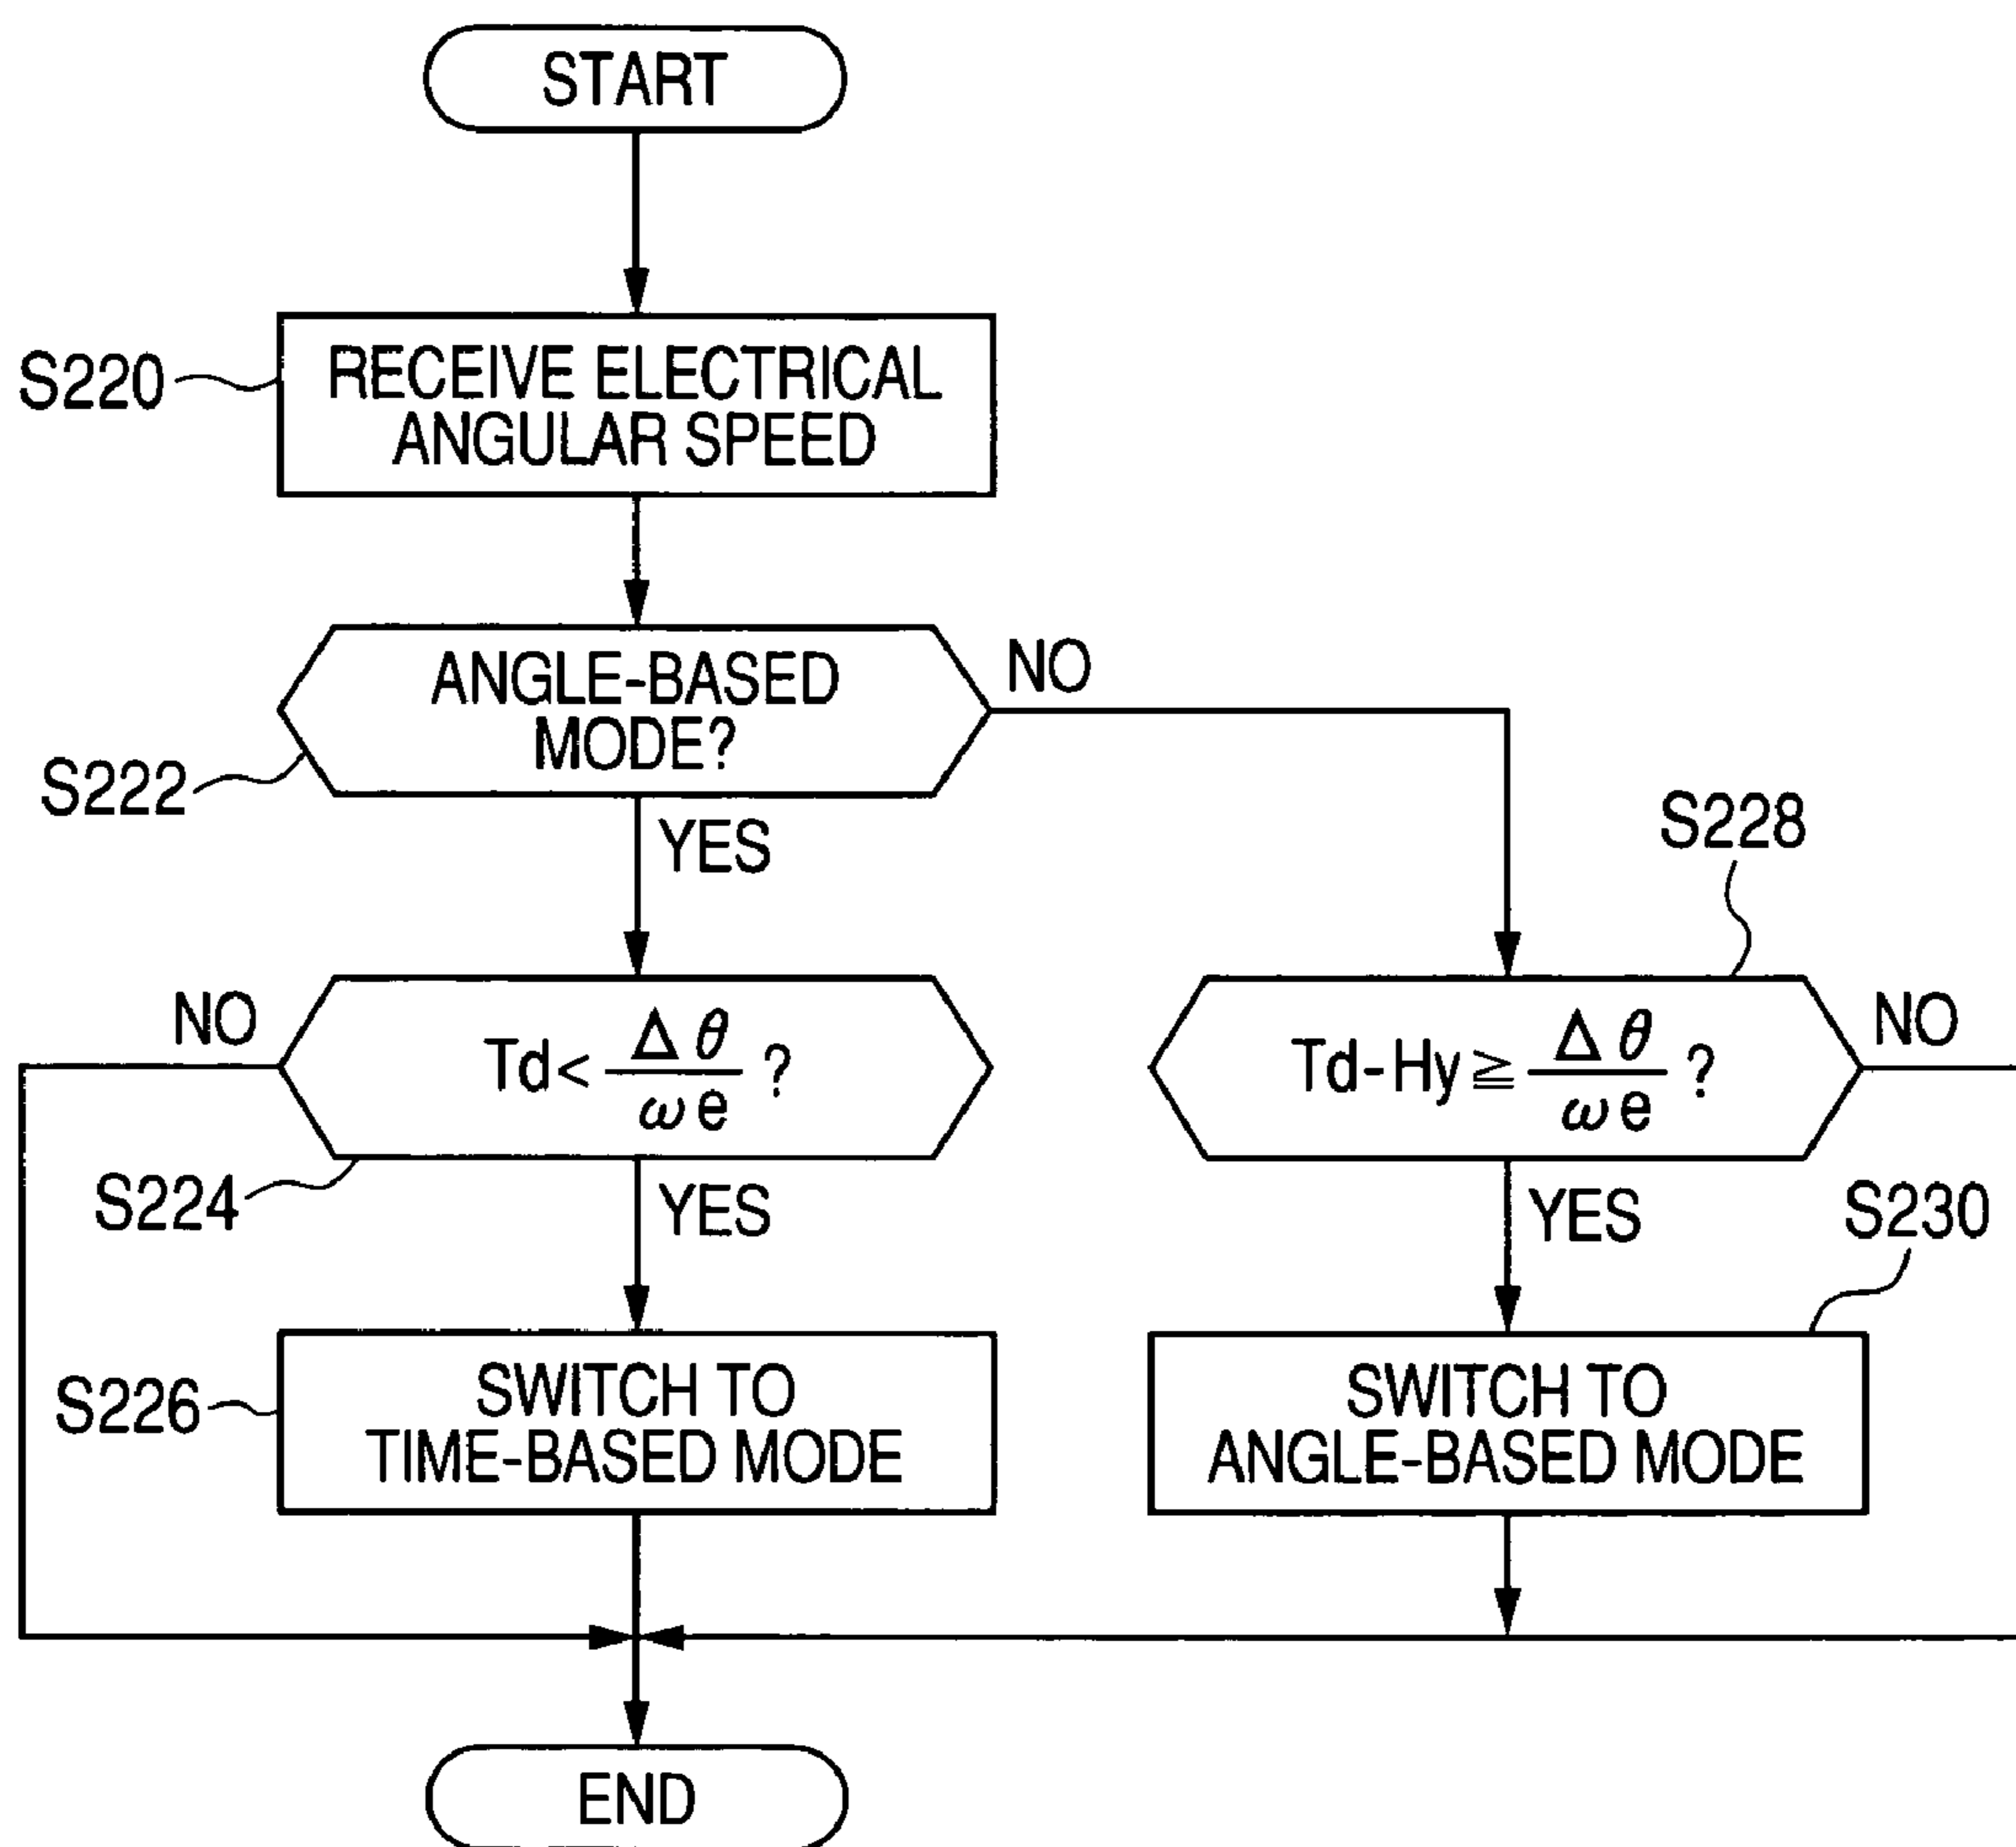 START
S220
RECEIVE ELECTRICAL
ANGULAR SPEED
S222
ANGLE-BASED
MODE?
NO
YES
S228
NO
Td < Δθ/ωe ?
S224
YES
Td-Hy ≧ Δθ/ωe ?
NO
YES
S230
S226
SWITCH TO
TIME-BASED MODE
SWITCH TO
ANGLE-BASED MODE
END